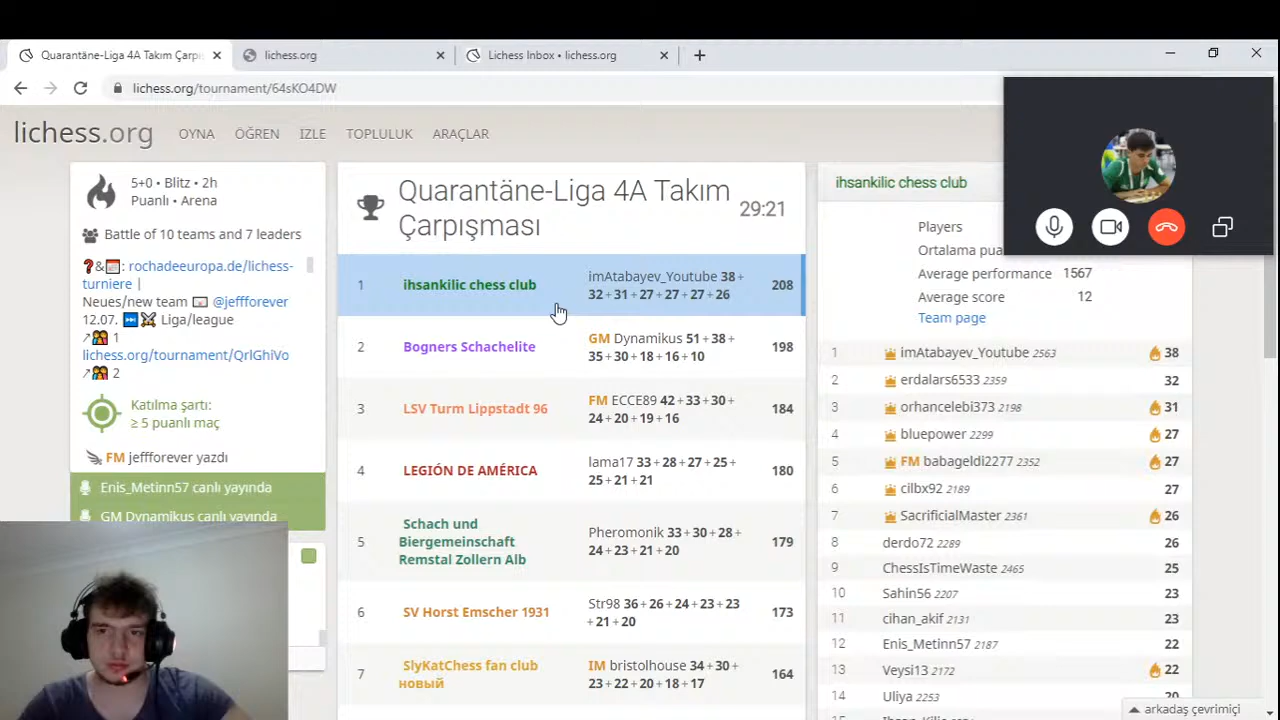 Quarantäne-Liga 4A Takım Çarpı
lichess.org
Lichess Inbox • lichess.org
lichess.org/tournament/64sKO4DW
lichess.org
OYNA
ÖĞREN
İZLE
TOPLULUK
ARAÇLAR
5+0 • Blitz • 2h
Puanlı • Arena
Battle of 10 teams and 7 leaders
❓&📅: rochadeeuropa.de/lichess-
turniere |
Neues/new team 📅 @jeffforever
12.07. ⏭️ ⚔️ Liga/league
↗👥 1
lichess.org/tournament/QrlGhiVo
↗👥 2
Katılma şartı:
≥ 5 puanlı maç
FM jeffforever yazdı
Enis_Metinn57 canlı yayında
GM Dynamikus canlı yayında
Quarantäne-Liga 4A Takım
Çarpışması
29:21
1 ihsankilic chess club imAtabayev_Youtube 38 +
32 + 31 + 27 + 27 + 27 + 26 208
2 Bogners Schachelite GM Dynamikus 51 + 38 +
35 + 30 + 18 + 16 + 10 198
3 LSV Turm Lippstadt 96 FM ECCE89 42 + 33 + 30 +
24 + 20 + 19 + 16 184
4 LEGIÓN DE AMÉRICA lama17 33 + 28 + 27 + 25 +
25 + 21 + 21 180
5 Schach und
Biergemeinschaft
Remstal Zollern Alb
Pheromonik 33 + 30 + 28 +
24 + 23 + 21 + 20 179
6 SV Horst Emscher 1931 Str98 36 + 26 + 24 + 23 + 23
+ 21 + 20 173
7 SlyKatChess fan club
новый
IM bristolhouse 34 + 30 +
23 + 22 + 20 + 18 + 17 164
ihsankilic chess club
Players
Ortalama pua
Average performance 1567
Average score 12
Team page
1 imAtabayev_Youtube 2563 38
2 erdalars6533 2359 32
3 orhancelebi373 2198 31
4 bluepower 2299 27
5 FM babageldi2277 2352 27
6 cilbx92 2189 27
7 SacrificialMaster 2361 26
8 derdo72 2289 26
9 ChessIsTimeWaste 2465 25
10 Sahin56 2207 23
11 cihan_akif 2131 23
12 Enis_Metinn57 2187 22
13 Veysi13 2172 22
14 Uliya 2253 20
arkadaş çevrimiçi